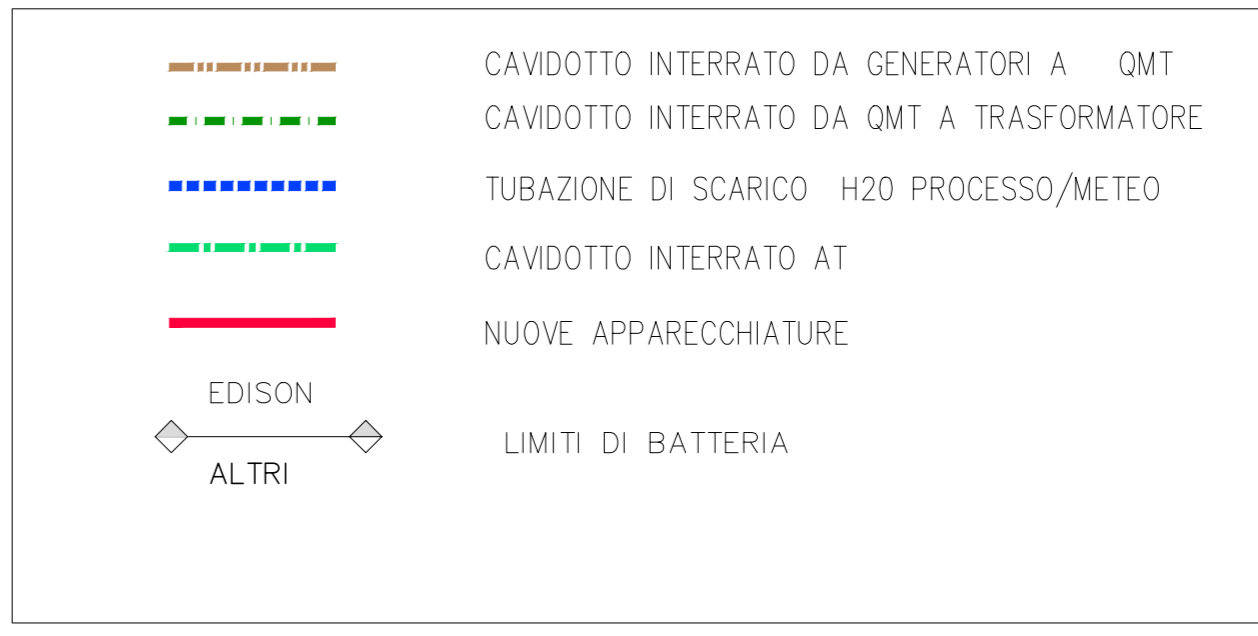 CAVIDOTTO INTERRATO DA GENERATORI A QMT
CAVIDOTTO INTERRATO DA QMT A TRASFORMATORE
TUBAZIONE DI SCARICO H20 PROCESSO/METEO
CAVIDOTTO INTERRATO AT
NUOVE APPARECCHIATURE
EDISON
LIMITI DI BATTERIA
ALTRI